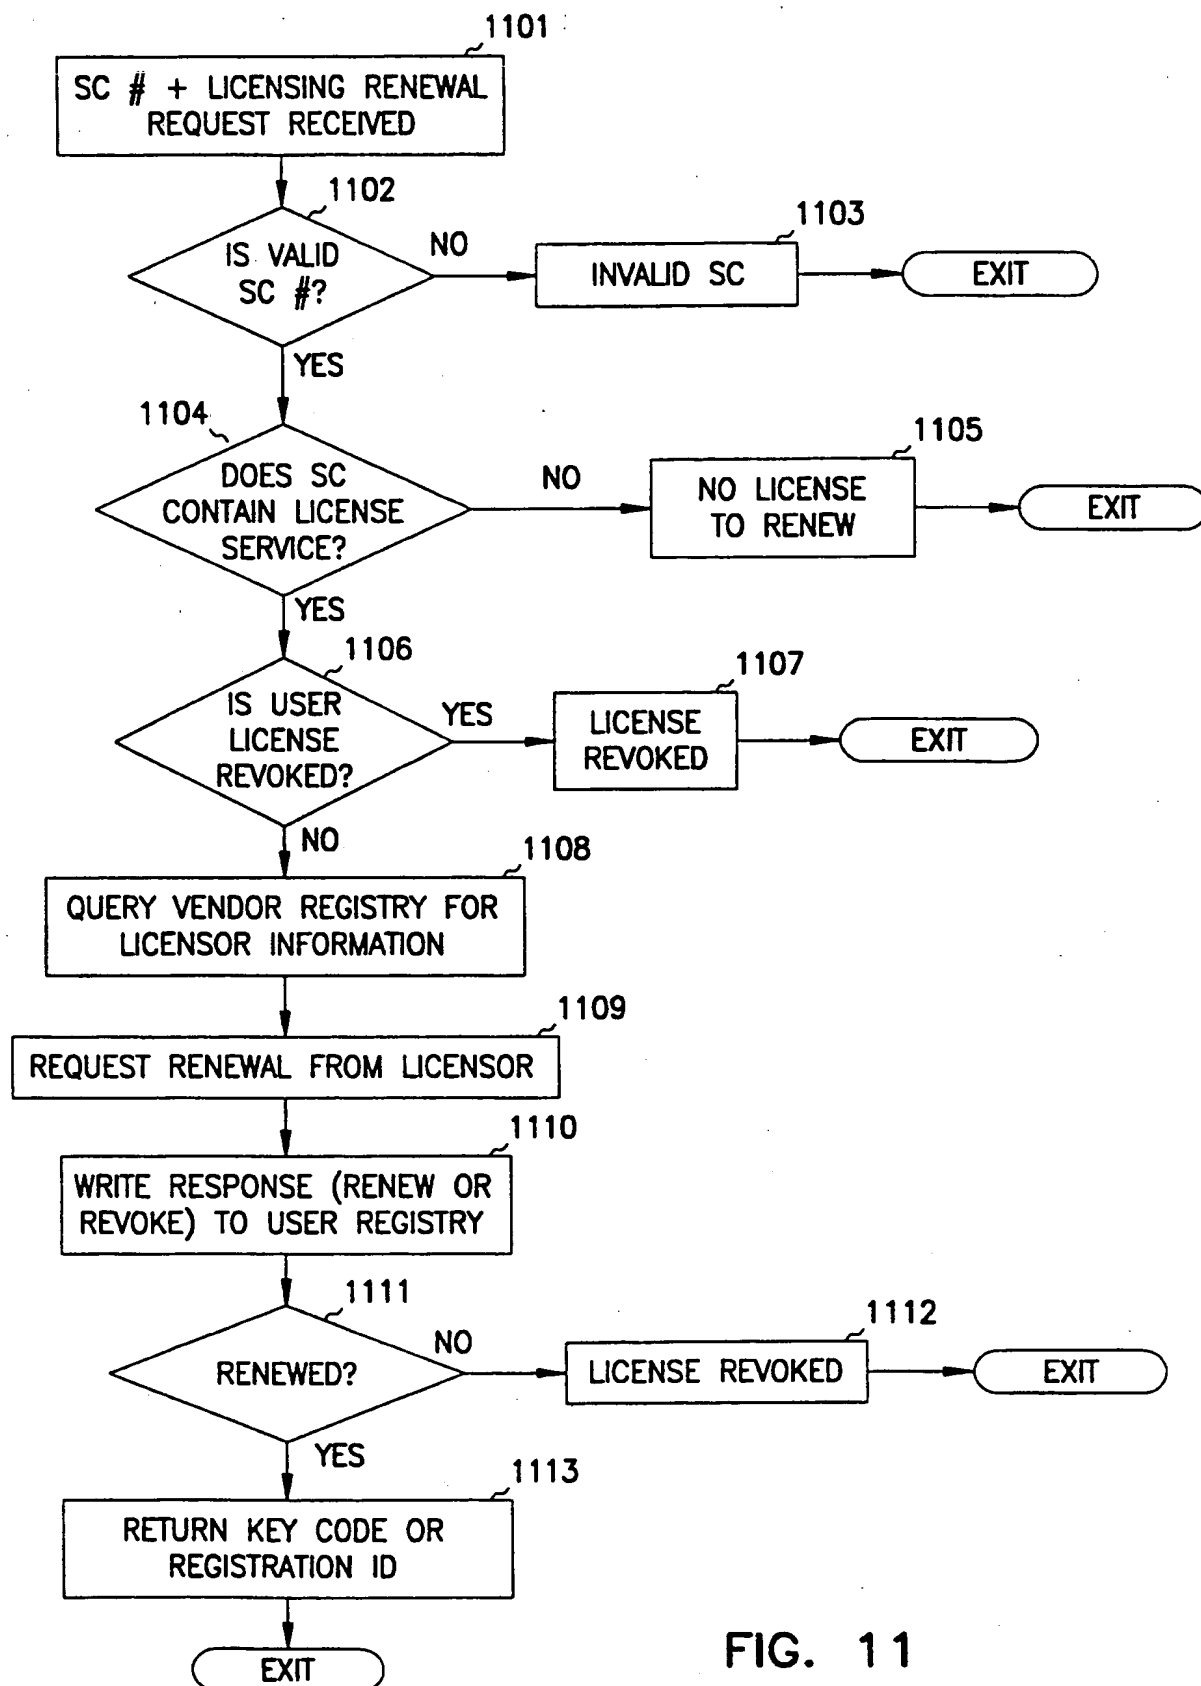 1101
SC # + LICENSING RENEWAL
REQUEST RECEIVED
1102
IS VALID
SC #?
NO
1103
INVALID SC
EXIT
YES
1104
DOES SC
CONTAIN LICENSE
SERVICE?
NO
1105
NO LICENSE
TO RENEW
EXIT
YES
1106
IS USER
LICENSE
REVOKED?
YES
1107
LICENSE
REVOKED
EXIT
NO
1108
QUERY VENDOR REGISTRY FOR
LICENSOR INFORMATION
1109
REQUEST RENEWAL FROM LICENSOR
1110
WRITE RESPONSE (RENEW OR
REVOKE) TO USER REGISTRY
1111
RENEWED?
NO
1112
LICENSE REVOKED
EXIT
YES
1113
RETURN KEY CODE OR
REGISTRATION ID
EXIT
FIG. 11